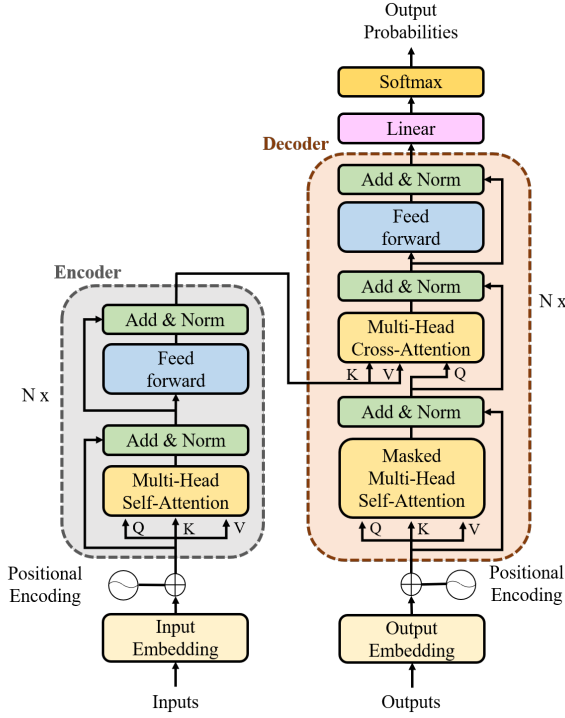 Output
Probabilities
Softmax
Linear
Decoder
Add & Norm
Feed
forward
Add & Norm
Multi-Head
Cross-Attention
K
V
Q
N x
Add & Norm
Masked
Multi-Head
Self-Attention
Q
K
V
Positional
Encoding
Output
Embedding
Outputs
Encoder
Add & Norm
Feed
forward
N x
Add & Norm
Multi-Head
Self-Attention
Q
K
V
Positional
Encoding
Input
Embedding
Inputs